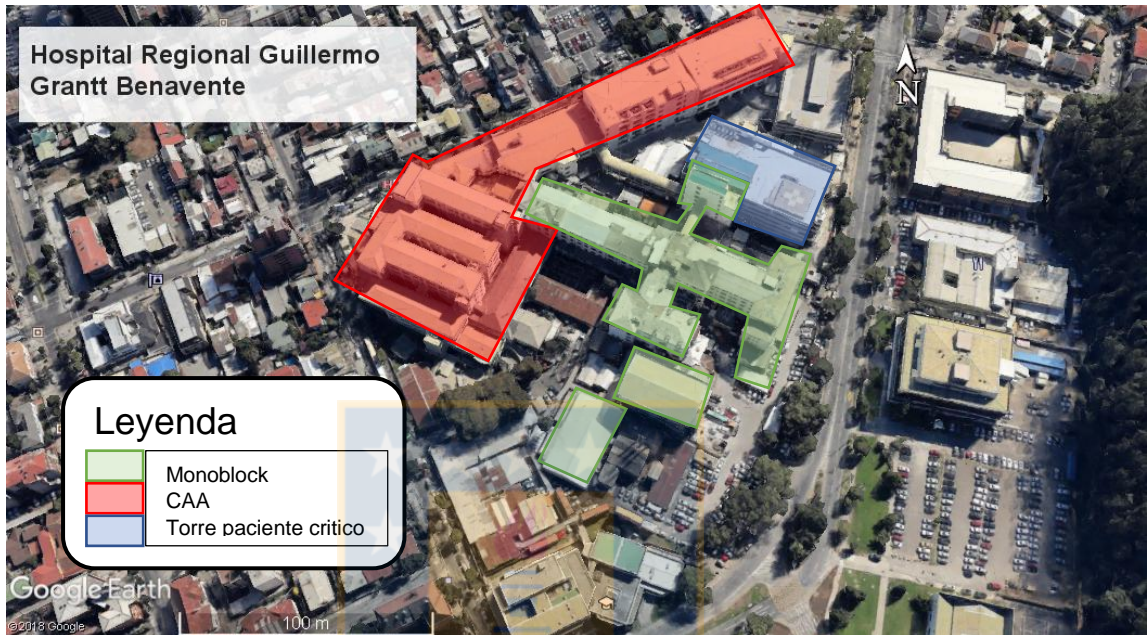 Hospital Regional Guillermo
Grantt Benavente
N
Leyenda
Monoblock
CAA
Torre paciente critico
Google Earth
©2018 Google
100 m